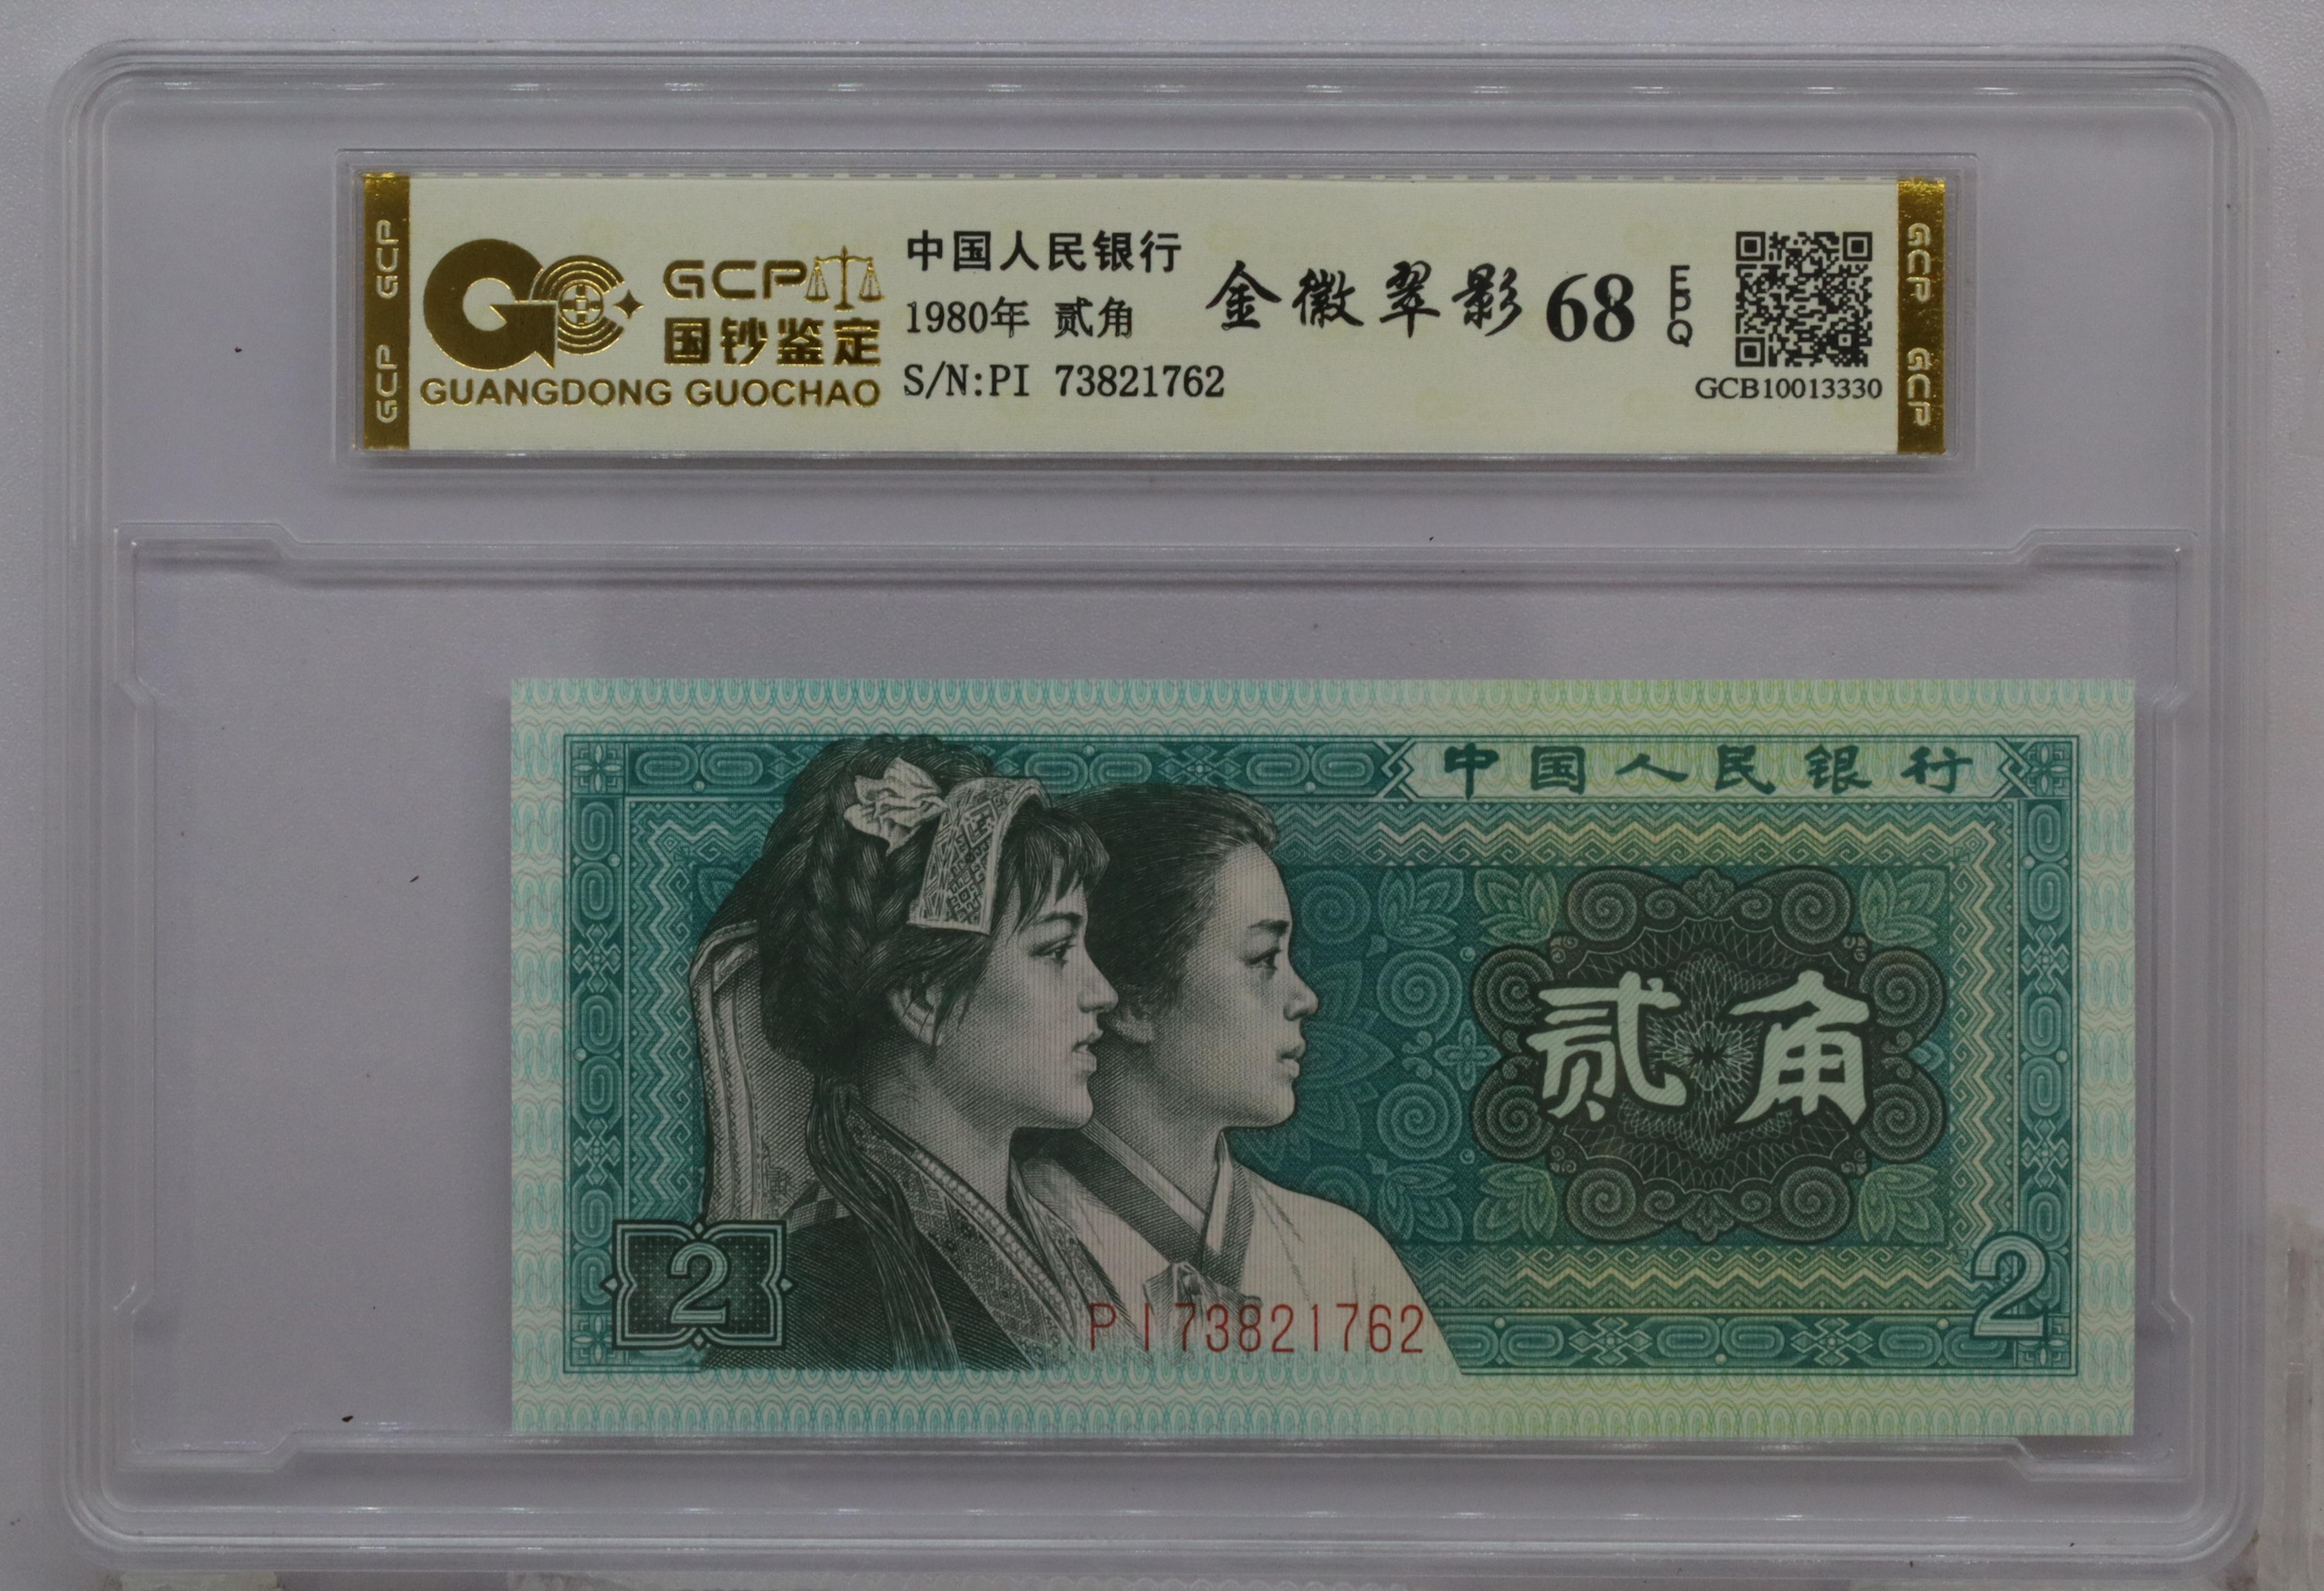 GCP GCP
GCP
国钞鉴定
GUANGDONG GUOCHAO
中国人民银行
1980年 贰角
S/N:PI 73821762
金徽翠影 68 EPQ
GCB10013330
GCP GCP
中国人民银行
贰角
2
2
PI73821762